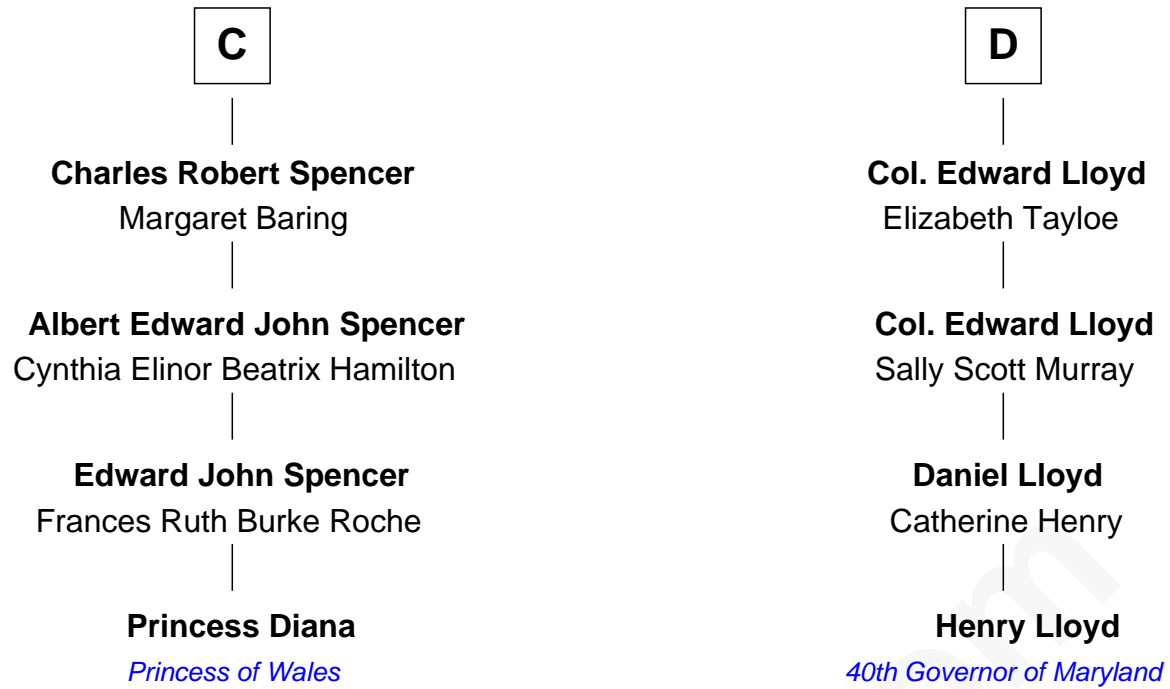 C
Charles Robert Spencer
Margaret Baring
Albert Edward John Spencer
Cynthia Elinor Beatrix Hamilton
Edward John Spencer
Frances Ruth Burke Roche
Princess Diana
Princess of Wales
D
Col. Edward Lloyd
Elizabeth Tayloe
Col. Edward Lloyd
Sally Scott Murray
Daniel Lloyd
Catherine Henry
Henry Lloyd
40th Governor of Maryland